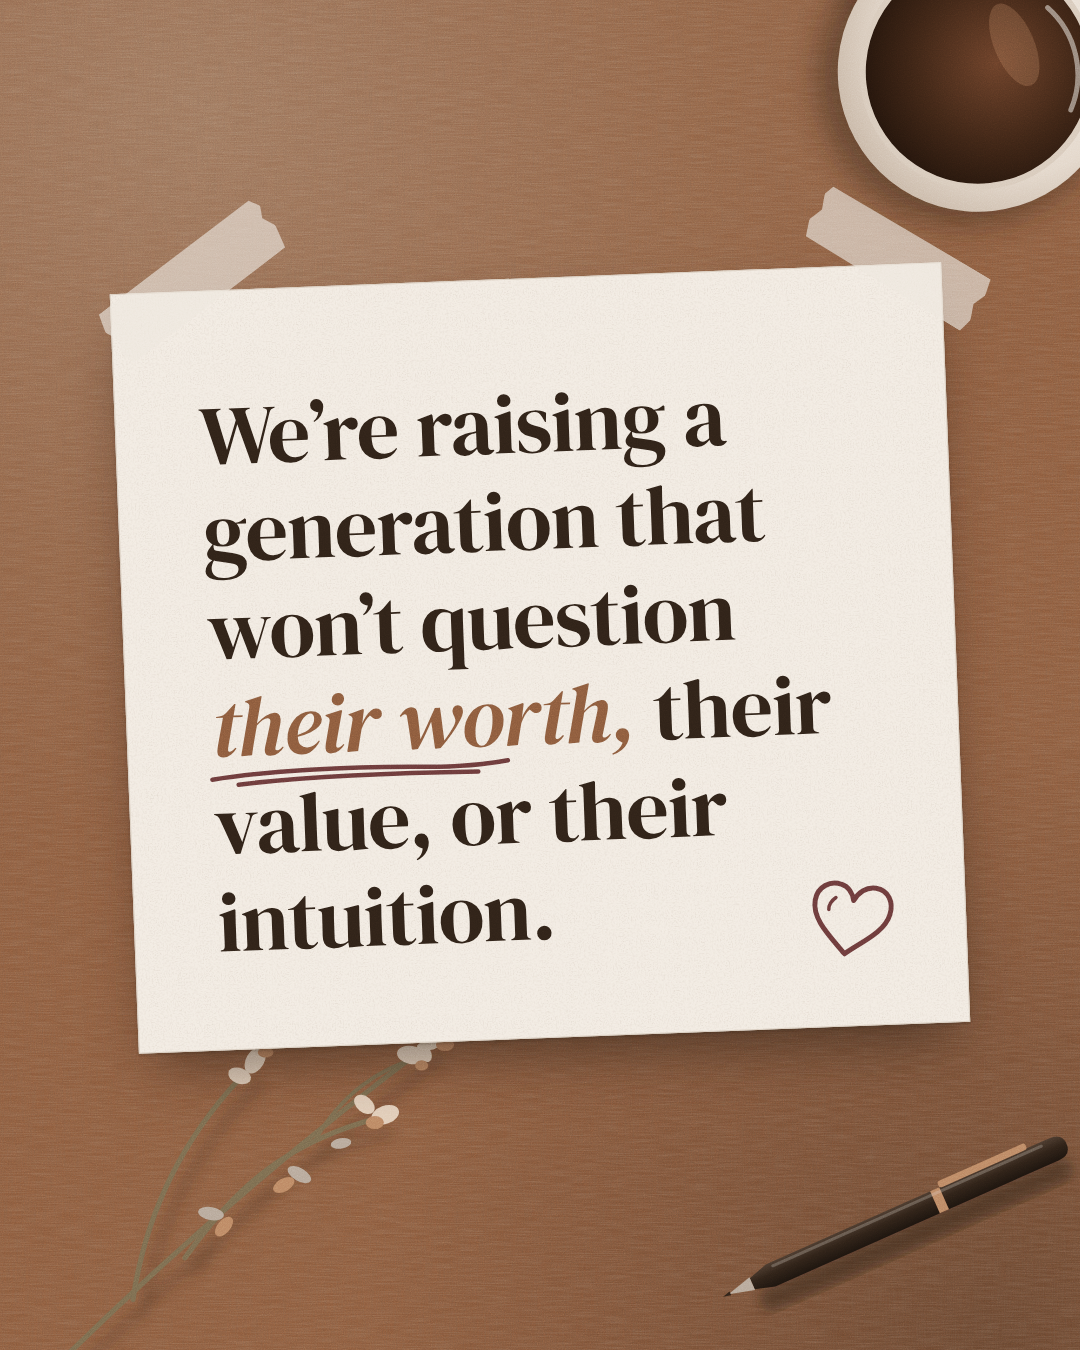 We’re raising a
generation that
won’t question
their worth, their
value, or their
intuition.